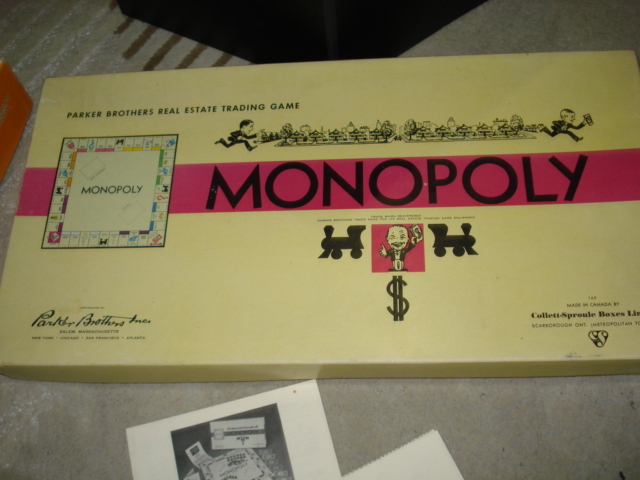 PARKER BROTHERS REAL ESTATE TRADING GAME
MONOPOLY
MONOPOLY
$
Parker Brothers Inc.
SALEM, MASSACHUSETTS
NEW YORK • CHICAGO • SAN FRANCISCO • ATLANTA
MADE IN CANADA BY
Collett-Sproule Boxes Lim
SCARBOROUGH ONT. (METROPOLITAN TO